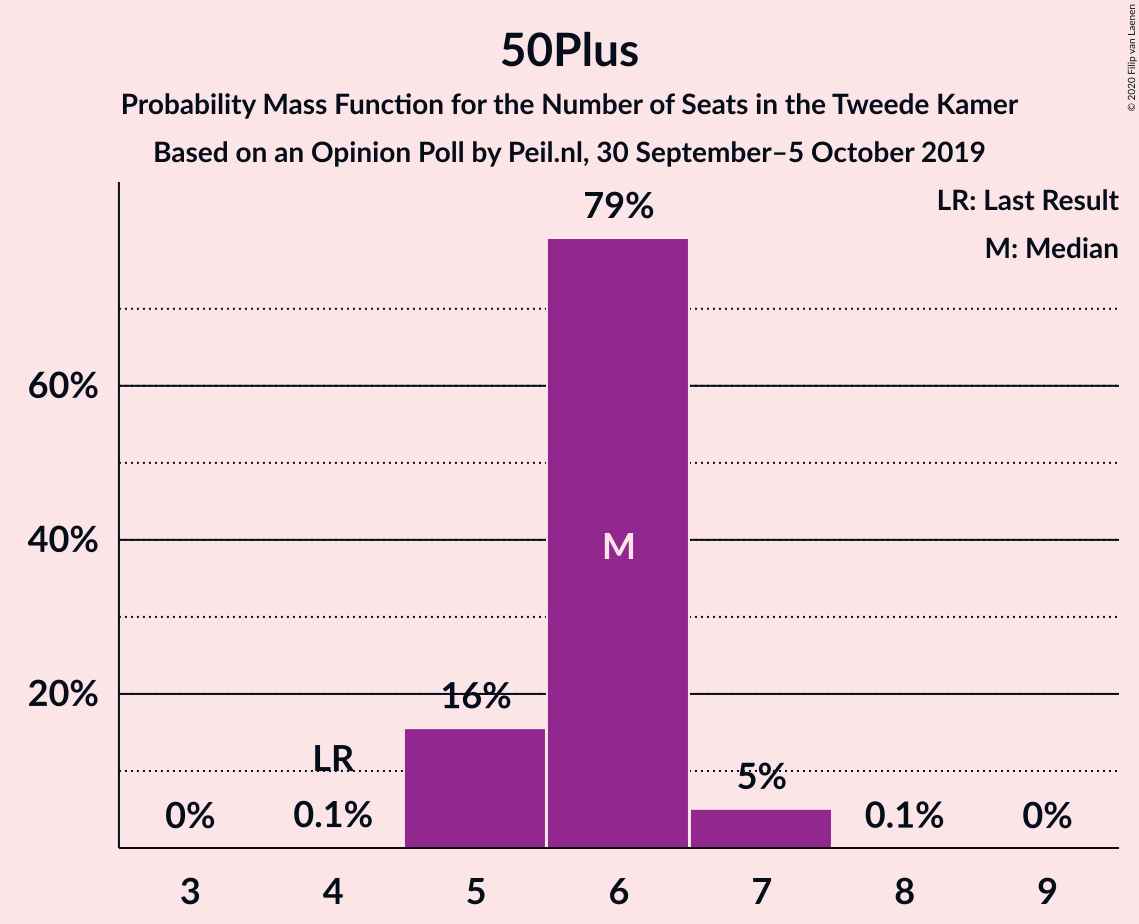 50Plus
Probability Mass Function for the Number of Seats in the Tweede Kamer
Based on an Opinion Poll by Peil.nl, 30 September–5 October 2019
© 2020 Filip van Laenen
LR: Last Result
M: Median
79%
60%
40%
M
20%
16%
LR
5%
0%
0.1%
0.1%
0%
3 4 5 6 7 8 9